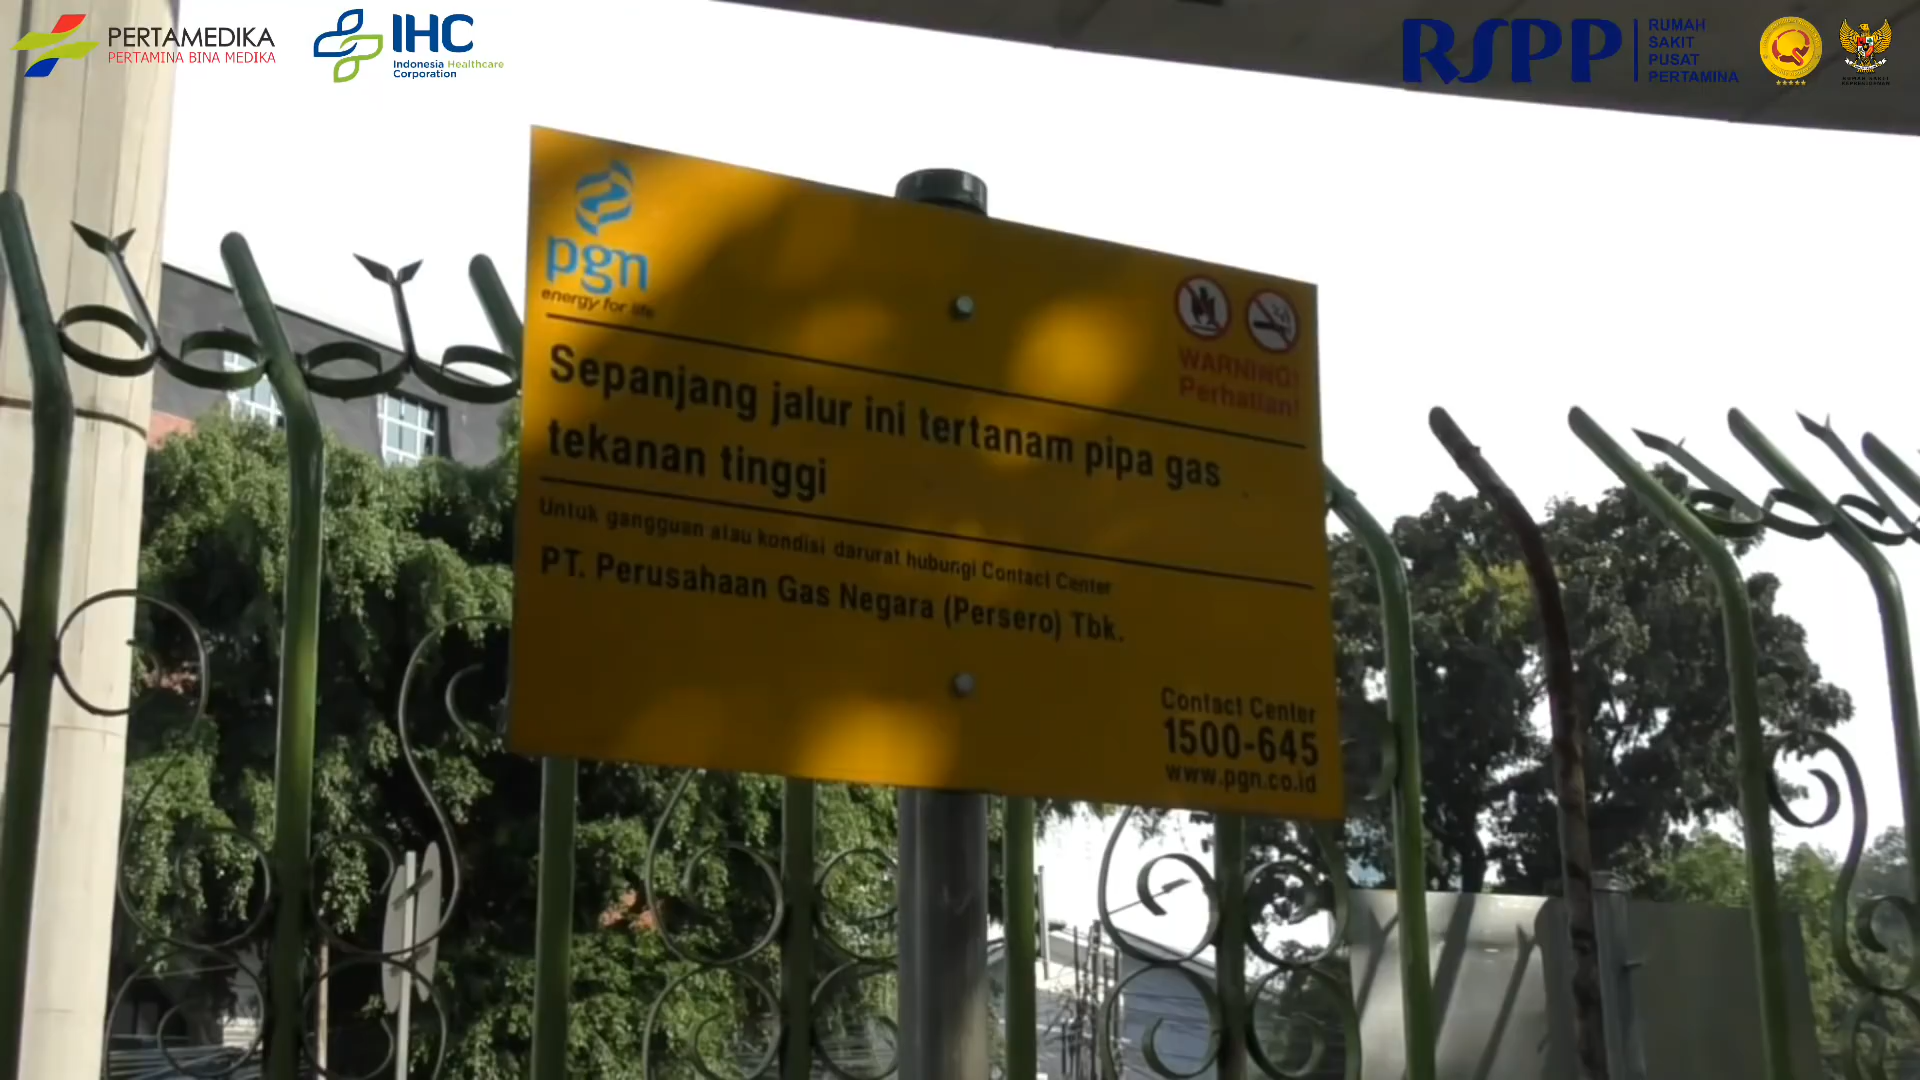 PERTAMEDIKA
PERTAMINA BINA MEDIKA
IHC
Indonesia Healthcare
Corporation
RSPP
RUMAH
SAKIT
PUSAT
PERTAMINA
pgn
energy for life
WARNING!
Perhatian!
Sepanjang jalur ini tertanam pipa gas
tekanan tinggi
Untuk gangguan atau kondisi darurat hubungi Contact Center
PT. Perusahaan Gas Negara (Persero) Tbk.
Contact Center
1500-645
www.pgn.co.id